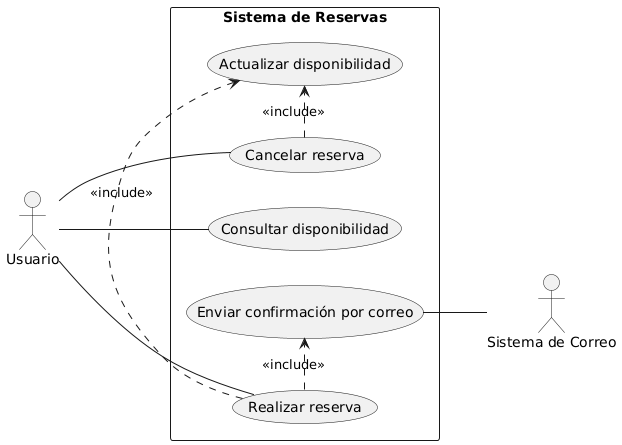 Sistema de Reservas
Actualizar disponibilidad
«include»
Cancelar reserva
«include»
Consultar disponibilidad
Usuario
Enviar confirmación por correo
Sistema de Correo
«include»
Realizar reserva